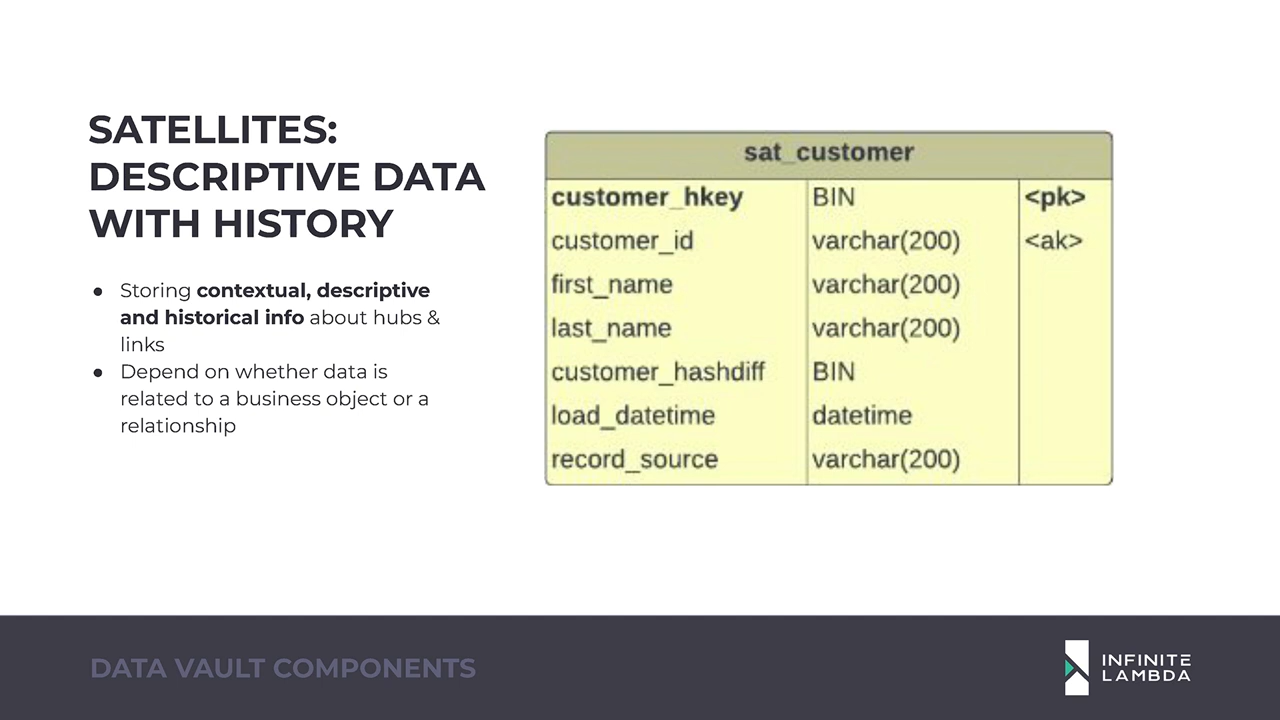 SATELLITES:
DESCRIPTIVE DATA
WITH HISTORY
● Storing contextual, descriptive
and historical info about hubs &
links
● Depend on whether data is
related to a business object or a
relationship
sat_customer
customer_hkey BIN <pk>
customer_id varchar(200) <ak>
first_name varchar(200)
last_name varchar(200)
customer_hashdiff BIN
load_datetime datetime
record_source varchar(200)
DATA VAULT COMPONENTS
INFINITE
LAMBDA